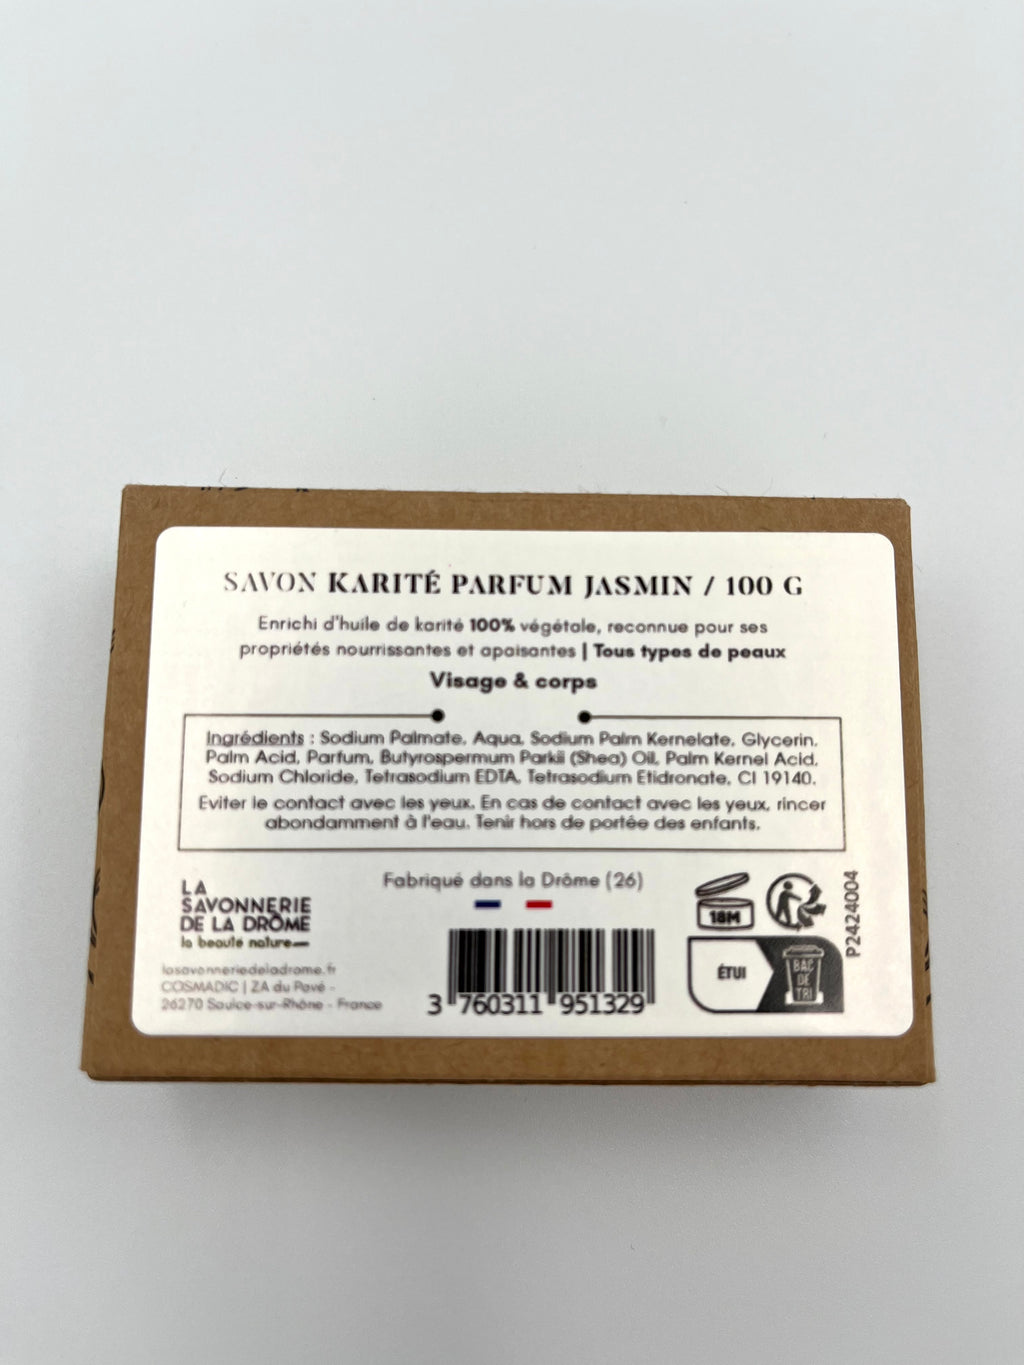 SAVON KARITÉ PARFUM JASMIN / 100 G
Enrichi d'huile de karité 100% végétale, reconnue pour ses
propriétés nourrissantes et apaisantes | Tous types de peaux
Visage & corps
Ingrédients : Sodium Palmate, Aqua, Sodium Palm Kernelate, Glycerin,
Palm Acid, Parfum, Butyrospermum Parkii (Shea) Oil, Palm Kernel Acid,
Sodium Chloride, Tetrasodium EDTA, Tetrasodium Etidronate, CI 19140.
Eviter le contact avec les yeux. En cas de contact avec les yeux, rincer
abondamment à l'eau. Tenir hors de portée des enfants.
Fabriqué dans la Drôme (26)
LA
SAVONNERIE
DE LA DRÔME
la beauté nature
lasavonneriedeladrome.fr
COSMADIC | ZA du Pavé -
26270 Saulce-sur-Rhône - France
3 760311 951329
18M
P2424004
ÉTUI
BAC
DE
TRI